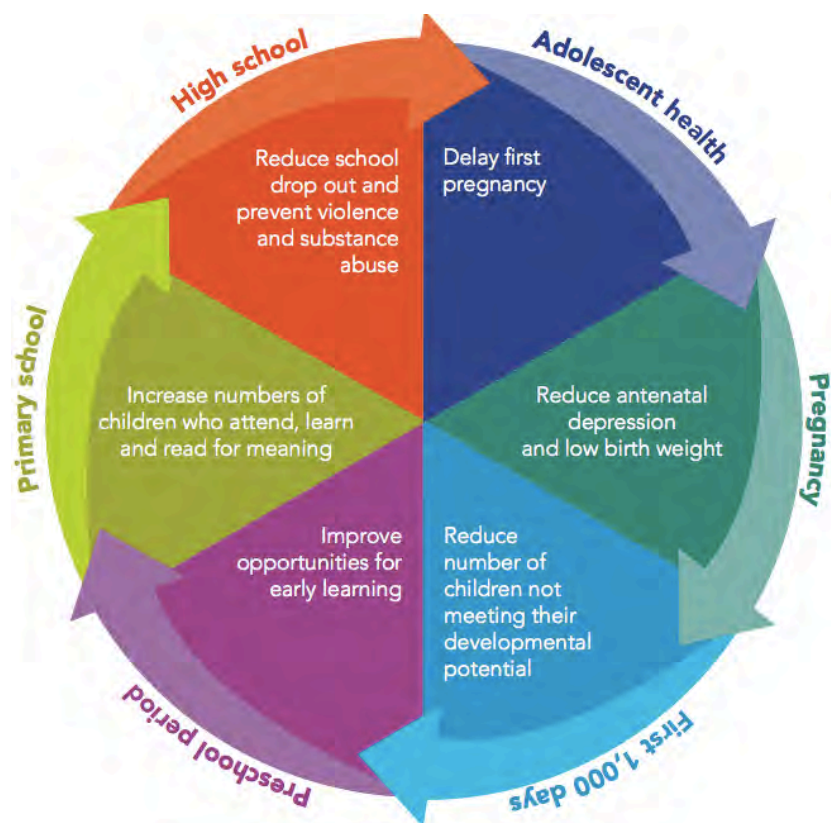 High school
Reduce school
drop out and
prevent violence
and substance
abuse
Adolescent health
Delay first
pregnancy
Pregnancy
Reduce antenatal
depression
and low birth weight
First 1,000 days
Reduce
number of
children not
meeting their
developmental
potential
Preschool period
Improve
opportunities for
early learning
Primary school
Increase numbers of
children who attend, learn
and read for meaning